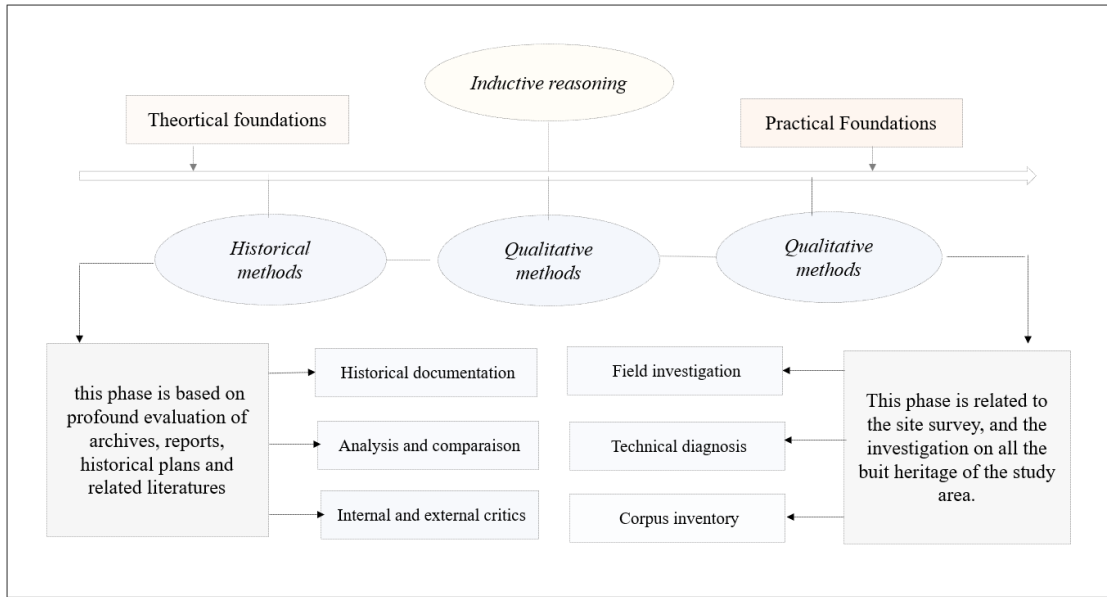 Inductive reasoning
Theortical foundations
Practical Foundations
Historical
methods
Qualitative
methods
Qualitative
methods
this phase is based on
profound evaluation of
archives, reports,
historical plans and
related literatures
Historical documentation
Analysis and comparaison
Internal and external critics
Field investigation
Technical diagnosis
Corpus inventory
This phase is related to
the site survey, and the
investigation on all the
buit heritage of the study
area.